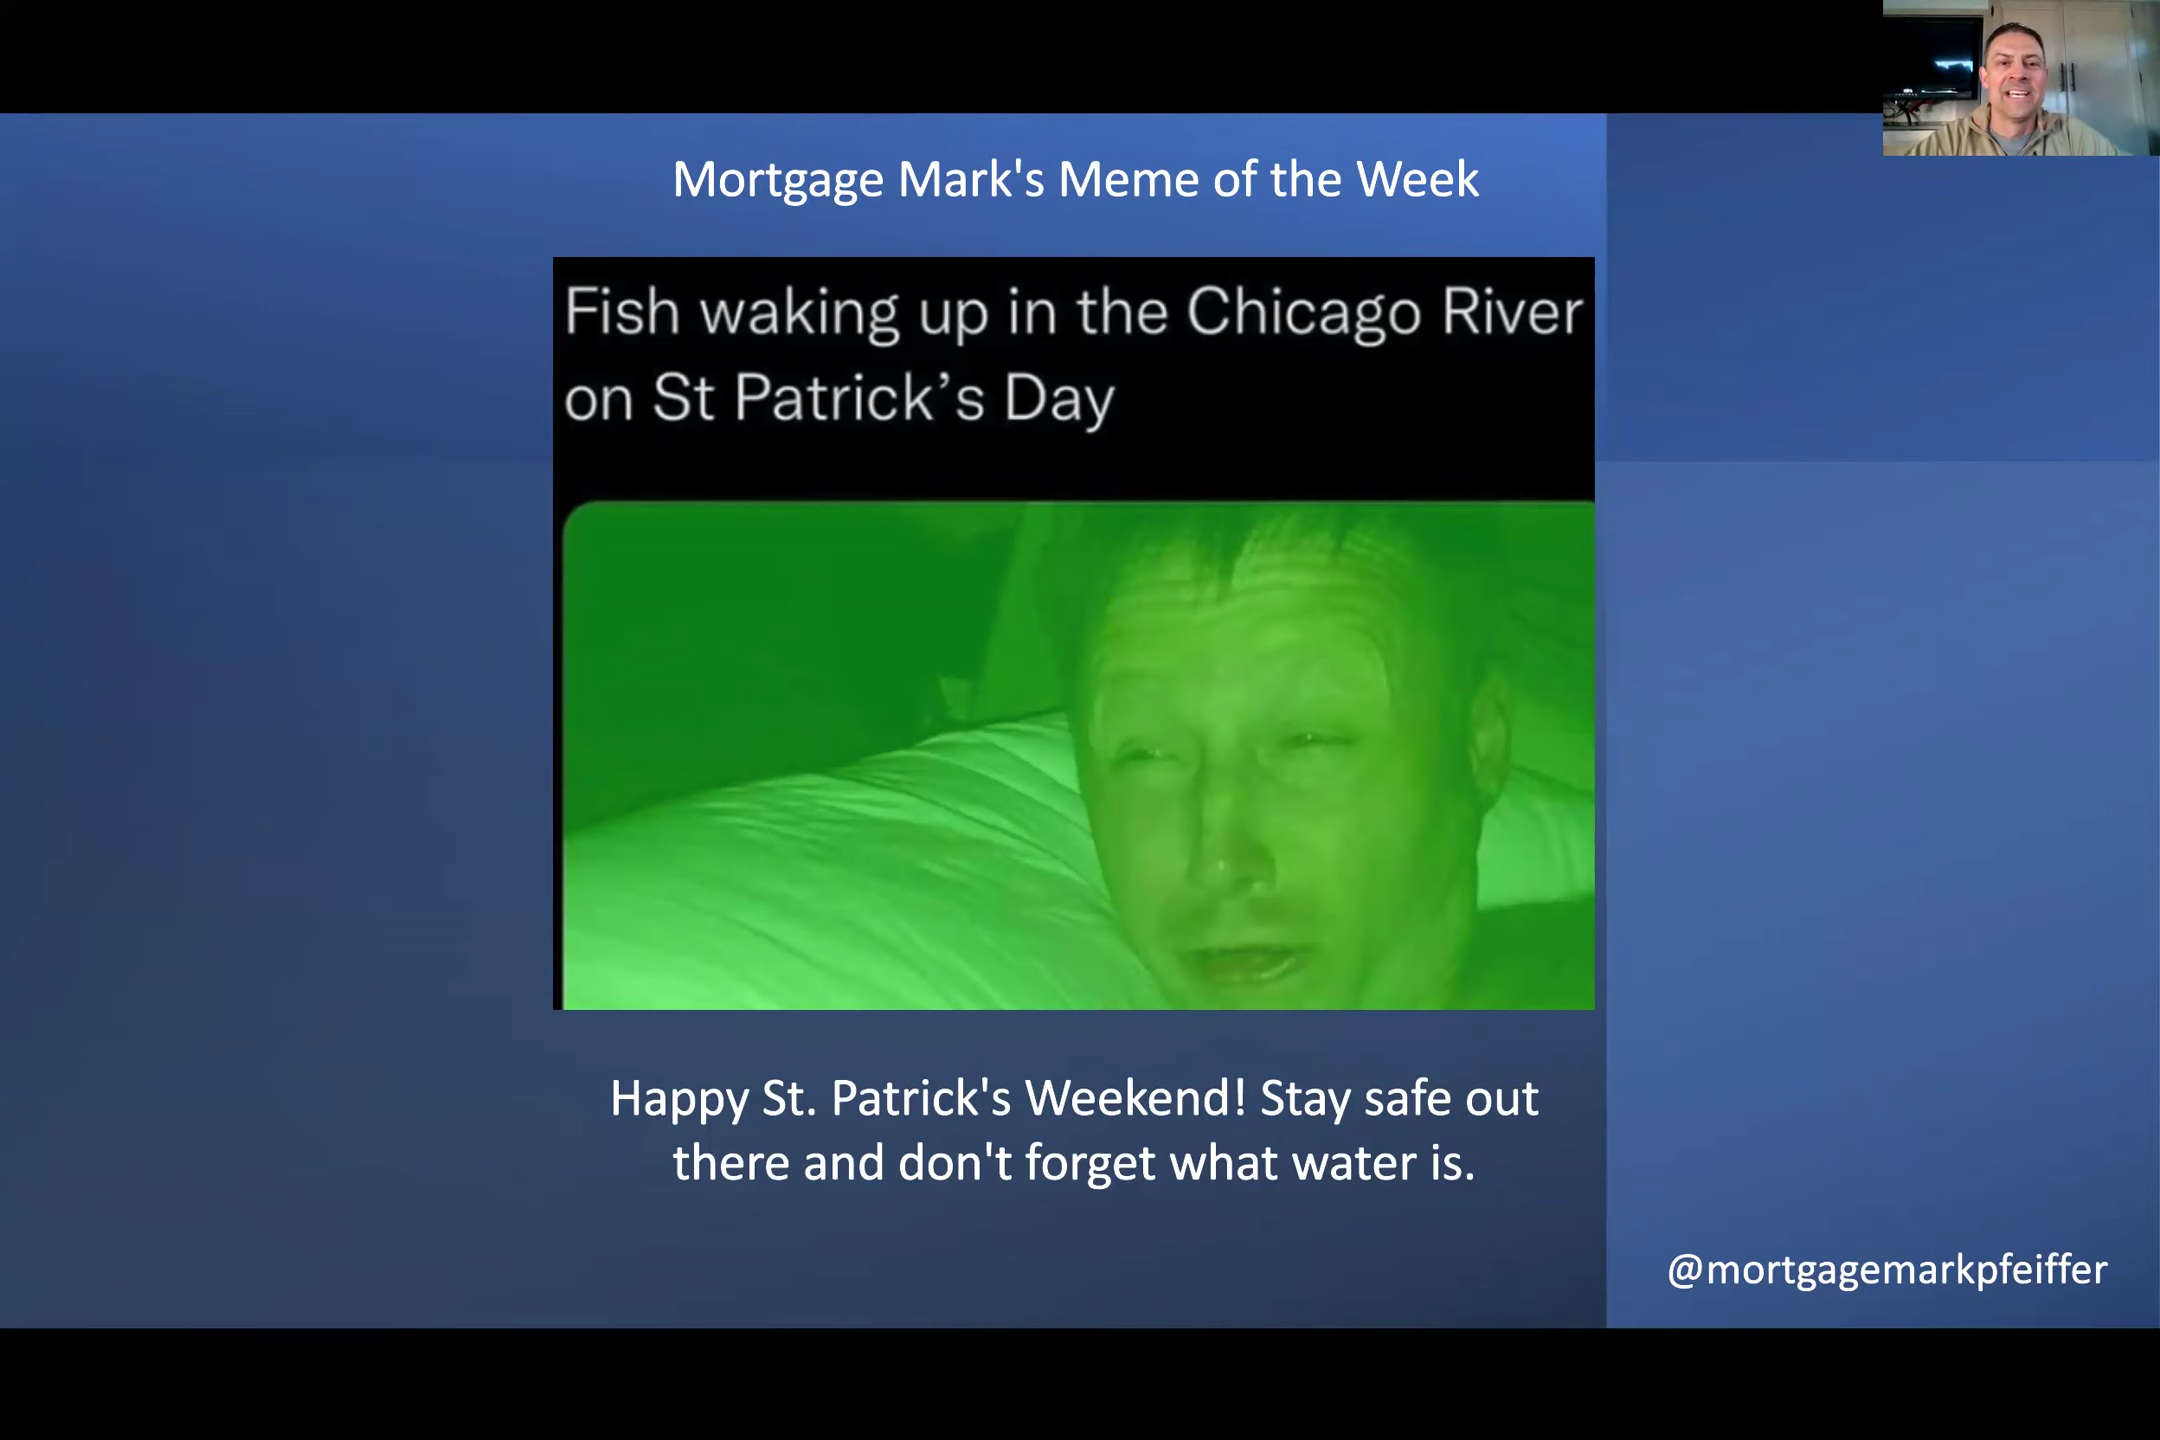 Mortgage Mark's Meme of the Week
Fish waking up in the Chicago River
on St Patrick’s Day
Happy St. Patrick's Weekend! Stay safe out
there and don't forget what water is.
@mortgagemarkpfeiffer